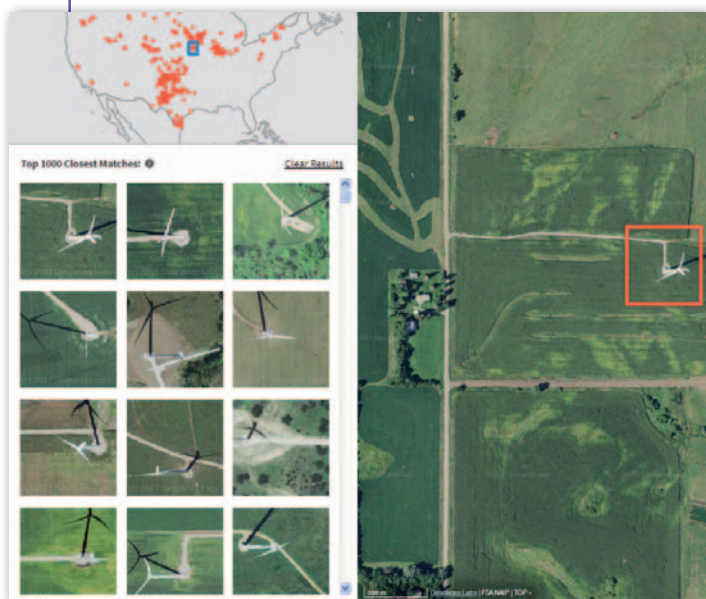 Top 1000 Closest Matches:
Clear Results
Descartes Labs | FSA NAIP | TOP